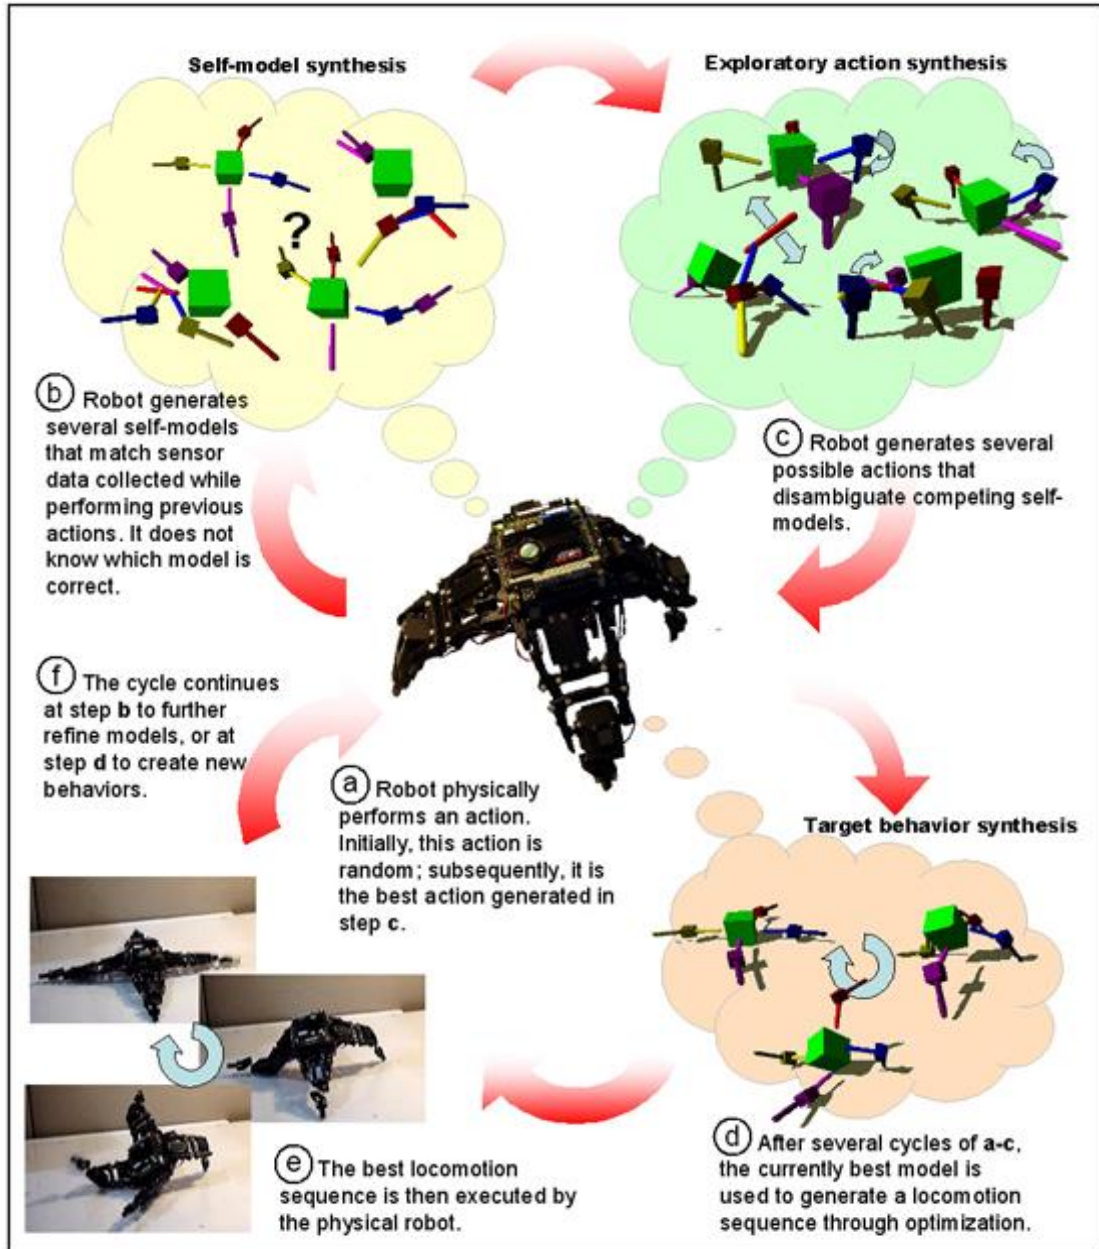 Self-model synthesis
Exploratory action synthesis
?
b Robot generates
several self-models
that match sensor
data collected while
performing previous
actions. It does not
know which model is
correct.
c Robot generates several
possible actions that
disambiguate competing self-
models.
f The cycle continues
at step b to further
refine models, or at
step d to create new
behaviors.
a Robot physically
performs an action.
Initially, this action is
random; subsequently, it is
the best action generated in
step c.
Target behavior synthesis
d After several cycles of a-c,
the currently best model is
used to generate a locomotion
sequence through optimization.
e The best locomotion
sequence is then executed by
the physical robot.